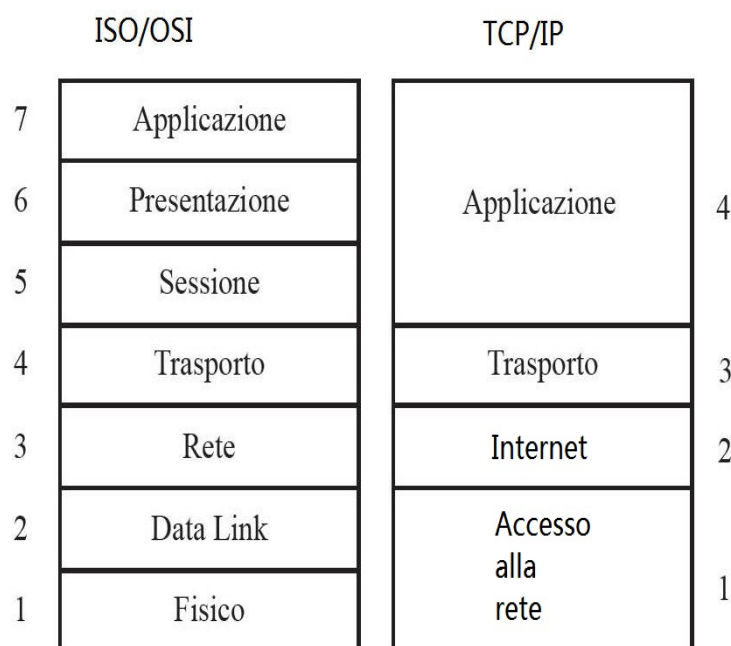 ISO/OSI
TCP/IP
7
Applicazione
6
Presentazione
5
Sessione
4
Trasporto
3
Rete
2
Data Link
1
Fisico
Applicazione
4
Trasporto
3
Internet
2
Accesso
alla
rete
1